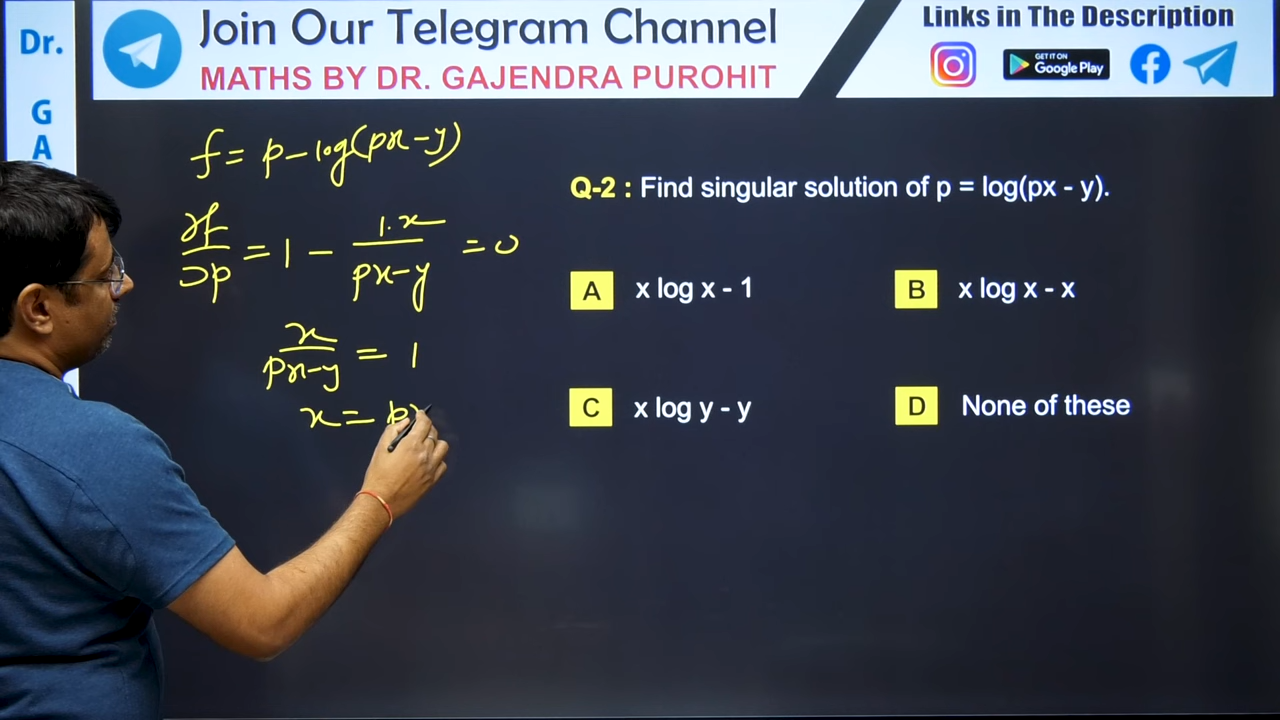 Dr.
G
A
Join Our Telegram Channel
MATHS BY DR. GAJENDRA PUROHIT
Links in The Description
GET IT ON
Google Play
f = p - log(px - y)
∂f/∂p = 1 - 1·x/(px - y) = 0
x/(px - y) = 1
x = px
Q-2 : Find singular solution of p = log(px - y).
A x log x - 1
B x log x - x
C x log y - y
D None of these